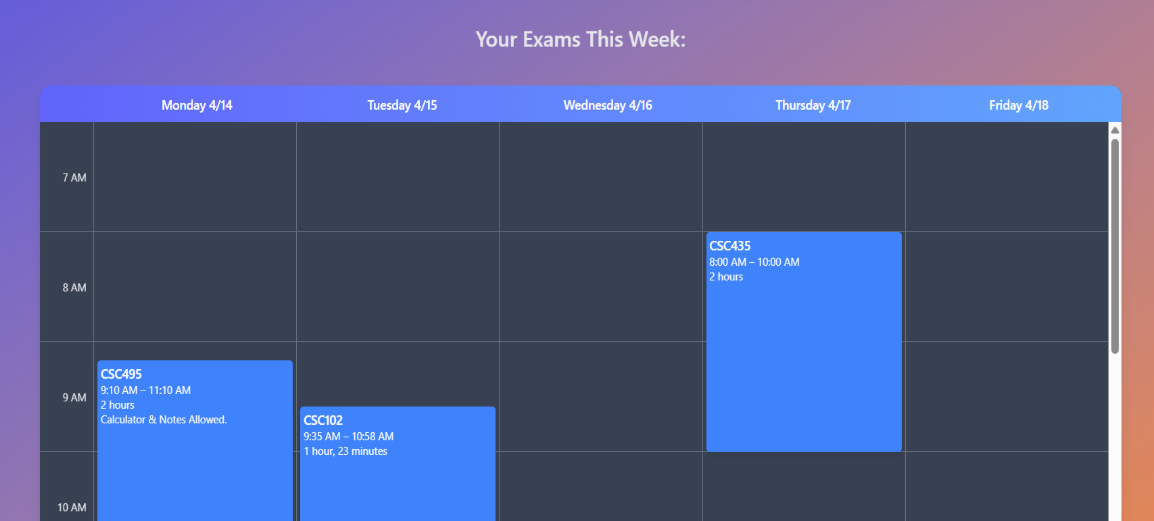 Your Exams This Week:
Monday 4/14
Tuesday 4/15
Wednesday 4/16
Thursday 4/17
Friday 4/18
7 AM
8 AM
9 AM
10 AM
CSC495
9:10 AM – 11:10 AM
2 hours
Calculator & Notes Allowed.
CSC102
9:35 AM – 10:58 AM
1 hour, 23 minutes
CSC435
8:00 AM – 10:00 AM
2 hours